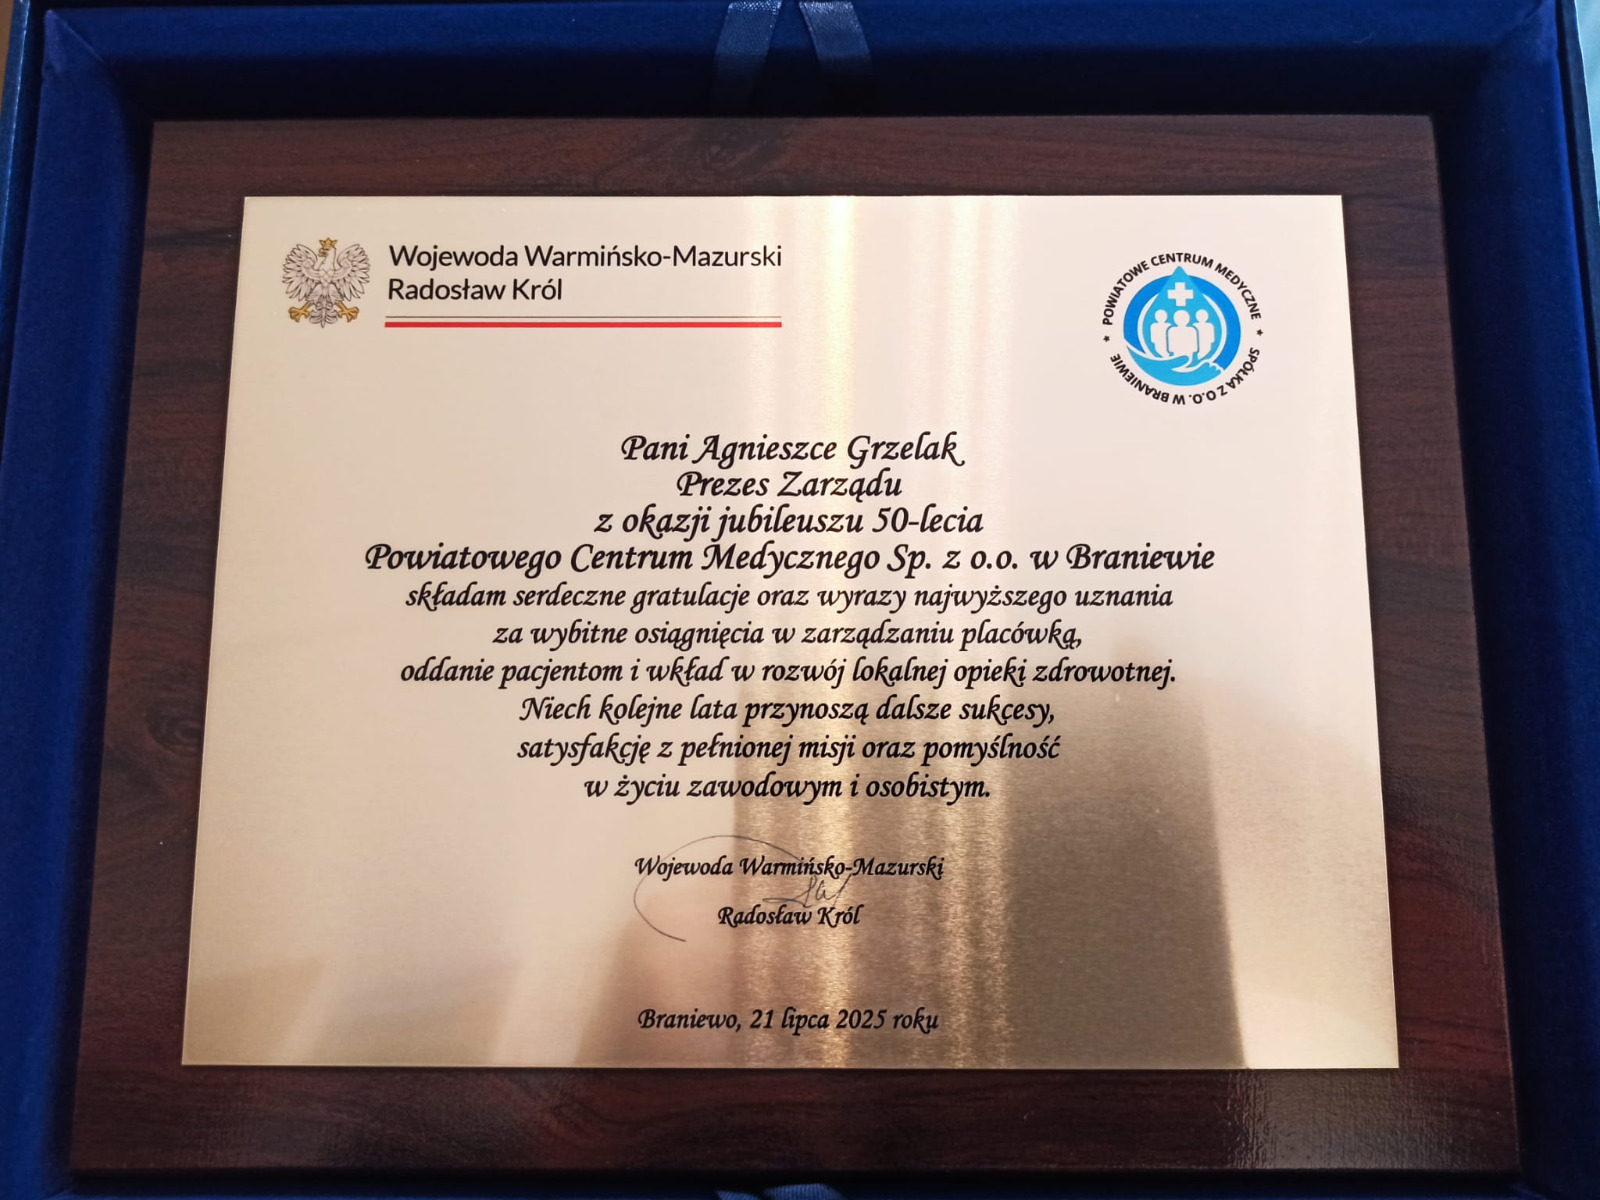 Wojewoda Warmińsko-Mazurski
Radosław Król
POWIATOWE CENTRUM MEDYCZNE * SPÓŁKA Z O.O. W BRANIEWIE *
Pani Agnieszce Grzelak
Prezes Zarządu
z okazji jubileuszu 50-lecia
Powiatowego Centrum Medycznego Sp. z o.o. w Braniewie
składam serdeczne gratulacje oraz wyrazy najwyższego uznania
za wybitne osiągnięcia w zarządzaniu placówką,
oddanie pacjentom i wkład w rozwój lokalnej opieki zdrowotnej.
Niech kolejne lata przynoszą dalsze sukcesy,
satysfakcję z pełnionej misji oraz pomyślność
w życiu zawodowym i osobistym.
Wojewoda Warmińsko-Mazurski
Radosław Król
Braniewo, 21 lipca 2025 roku